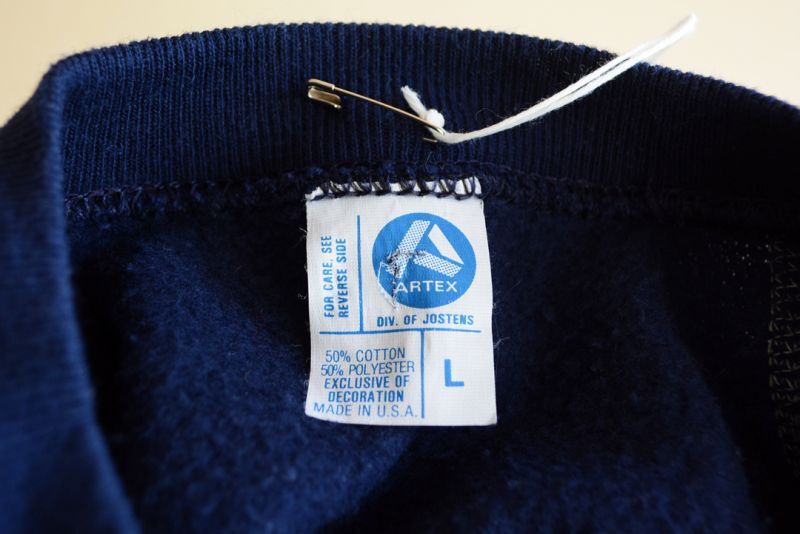 FOR CARE, SEE
REVERSE SIDE
ARTEX
DIV. OF JOSTENS
50% COTTON
50% POLYESTER
EXCLUSIVE OF
DECORATION
MADE IN U.S.A.
L